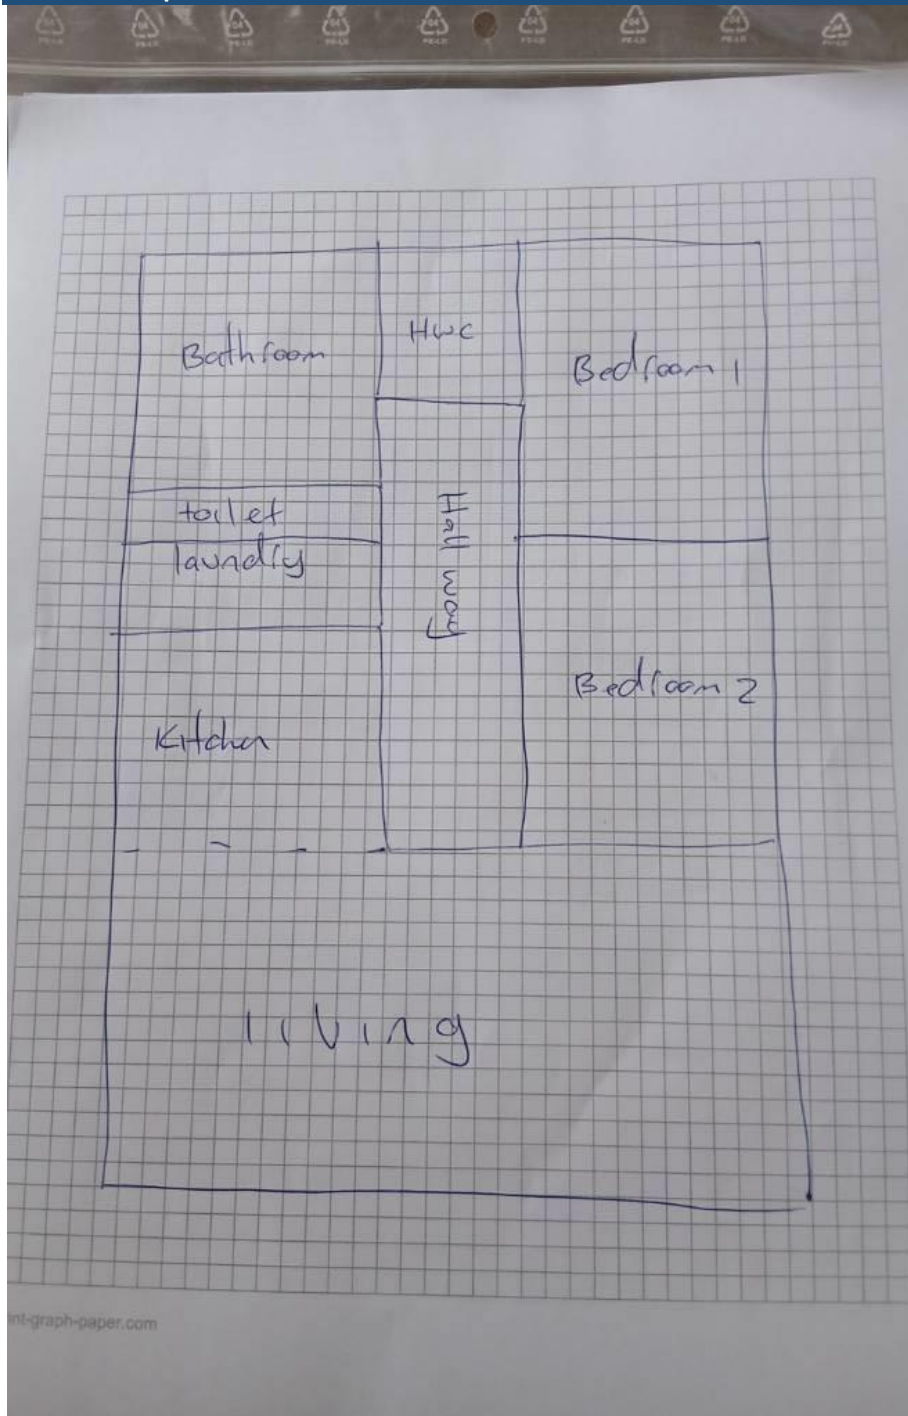 Bathroom
Hwc
Bedroom 1
toilet
laundry
Hallway
Bedroom 2
Kitchen
living
int-graph-paper.com